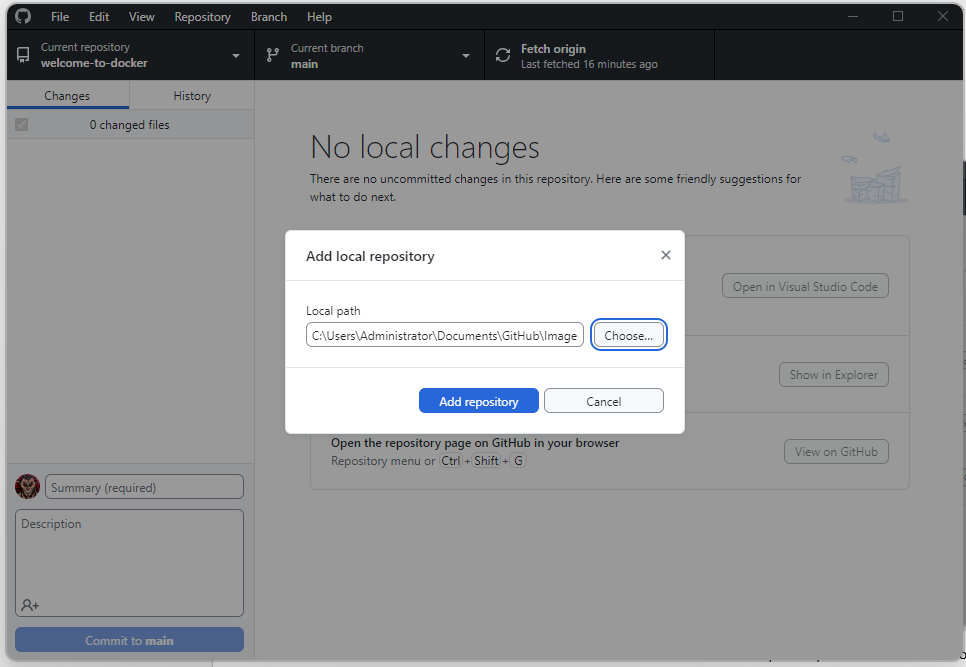 File Edit View Repository Branch Help
Current repository
welcome-to-docker
Current branch
main
Fetch origin
Last fetched 16 minutes ago
Changes History
0 changed files
No local changes
There are no uncommitted changes in this repository. Here are some friendly suggestions for
what to do next.
Open in Visual Studio Code
Add local repository
Local path
C:\Users\Administrator\Documents\GitHub\Image
Choose...
Add repository
Cancel
Show in Explorer
Open the repository page on GitHub in your browser
Repository menu or Ctrl + Shift + G
View on GitHub
Summary (required)
Description
Commit to main